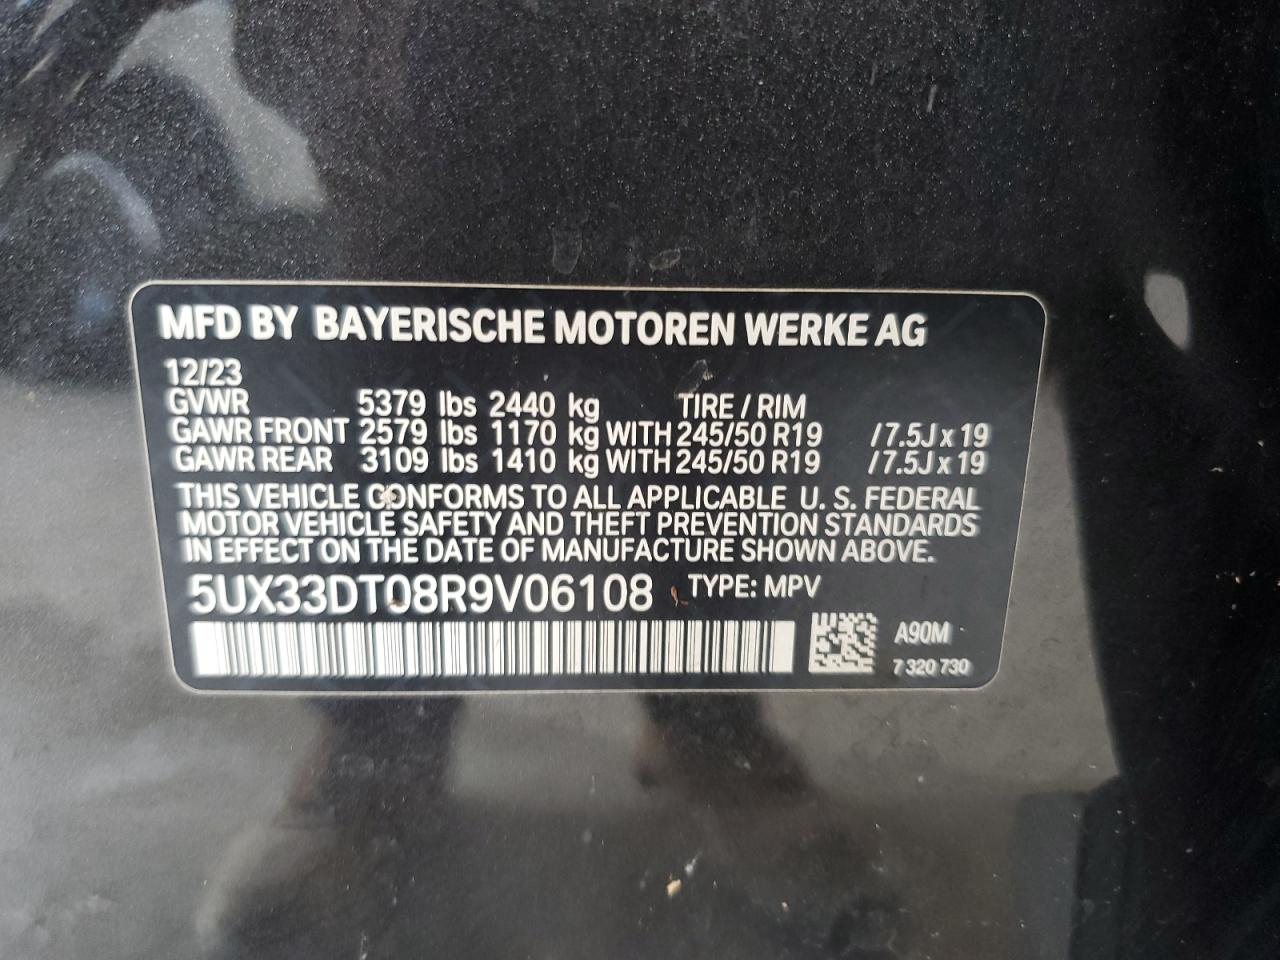 MFD BY BAYERISCHE MOTOREN WERKE AG
12/23
GVWR 5379 lbs 2440 kg TIRE / RIM
GAWR FRONT 2579 lbs 1170 kg WITH 245/50 R19 / 7.5J x 19
GAWR REAR 3109 lbs 1410 kg WITH 245/50 R19 / 7.5J x 19
THIS VEHICLE CONFORMS TO ALL APPLICABLE U. S. FEDERAL
MOTOR VEHICLE SAFETY AND THEFT PREVENTION STANDARDS
IN EFFECT ON THE DATE OF MANUFACTURE SHOWN ABOVE.
5UX33DT08R9V06108 TYPE: MPV
A90M
7 320 730